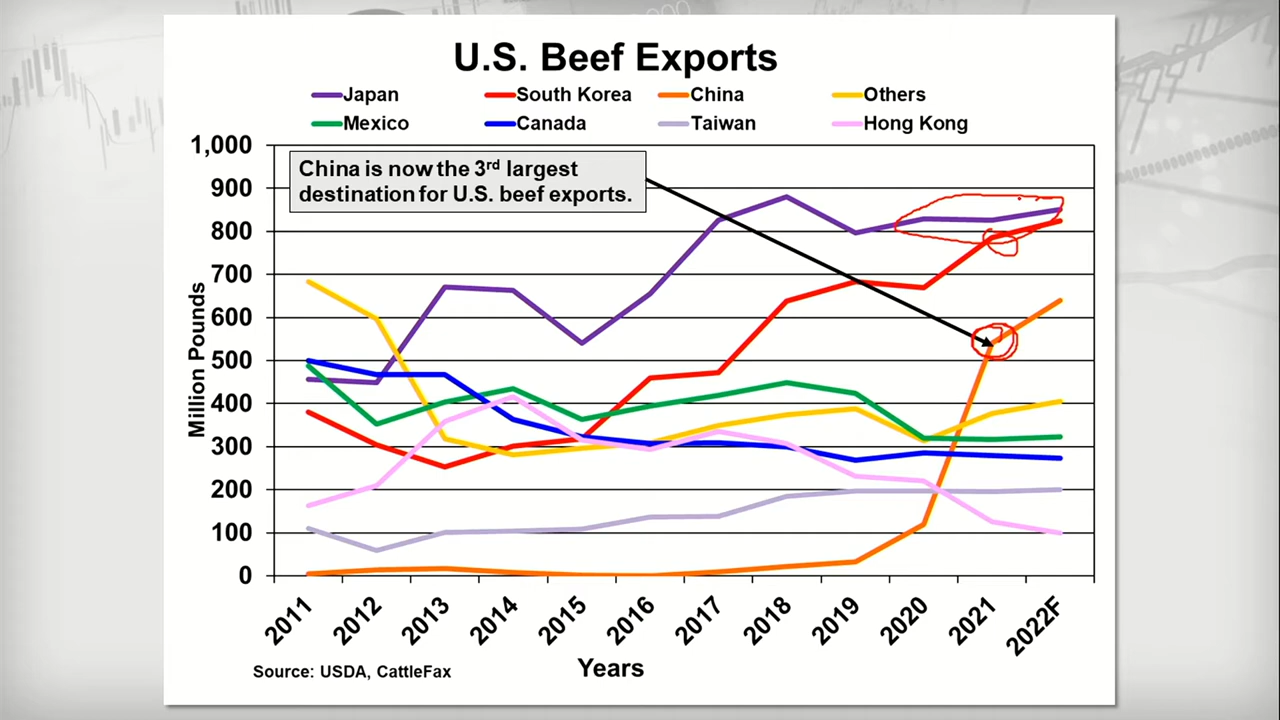 U.S. Beef Exports
Japan South Korea China Others
Mexico Canada Taiwan Hong Kong
China is now the 3rd largest
destination for U.S. beef exports.
Million Pounds
1,000
900
800
700
600
500
400
300
200
100
0
2011 2012 2013 2014 2015 2016 2017 2018 2019 2020 2021 2022F
Years
Source: USDA, CattleFax